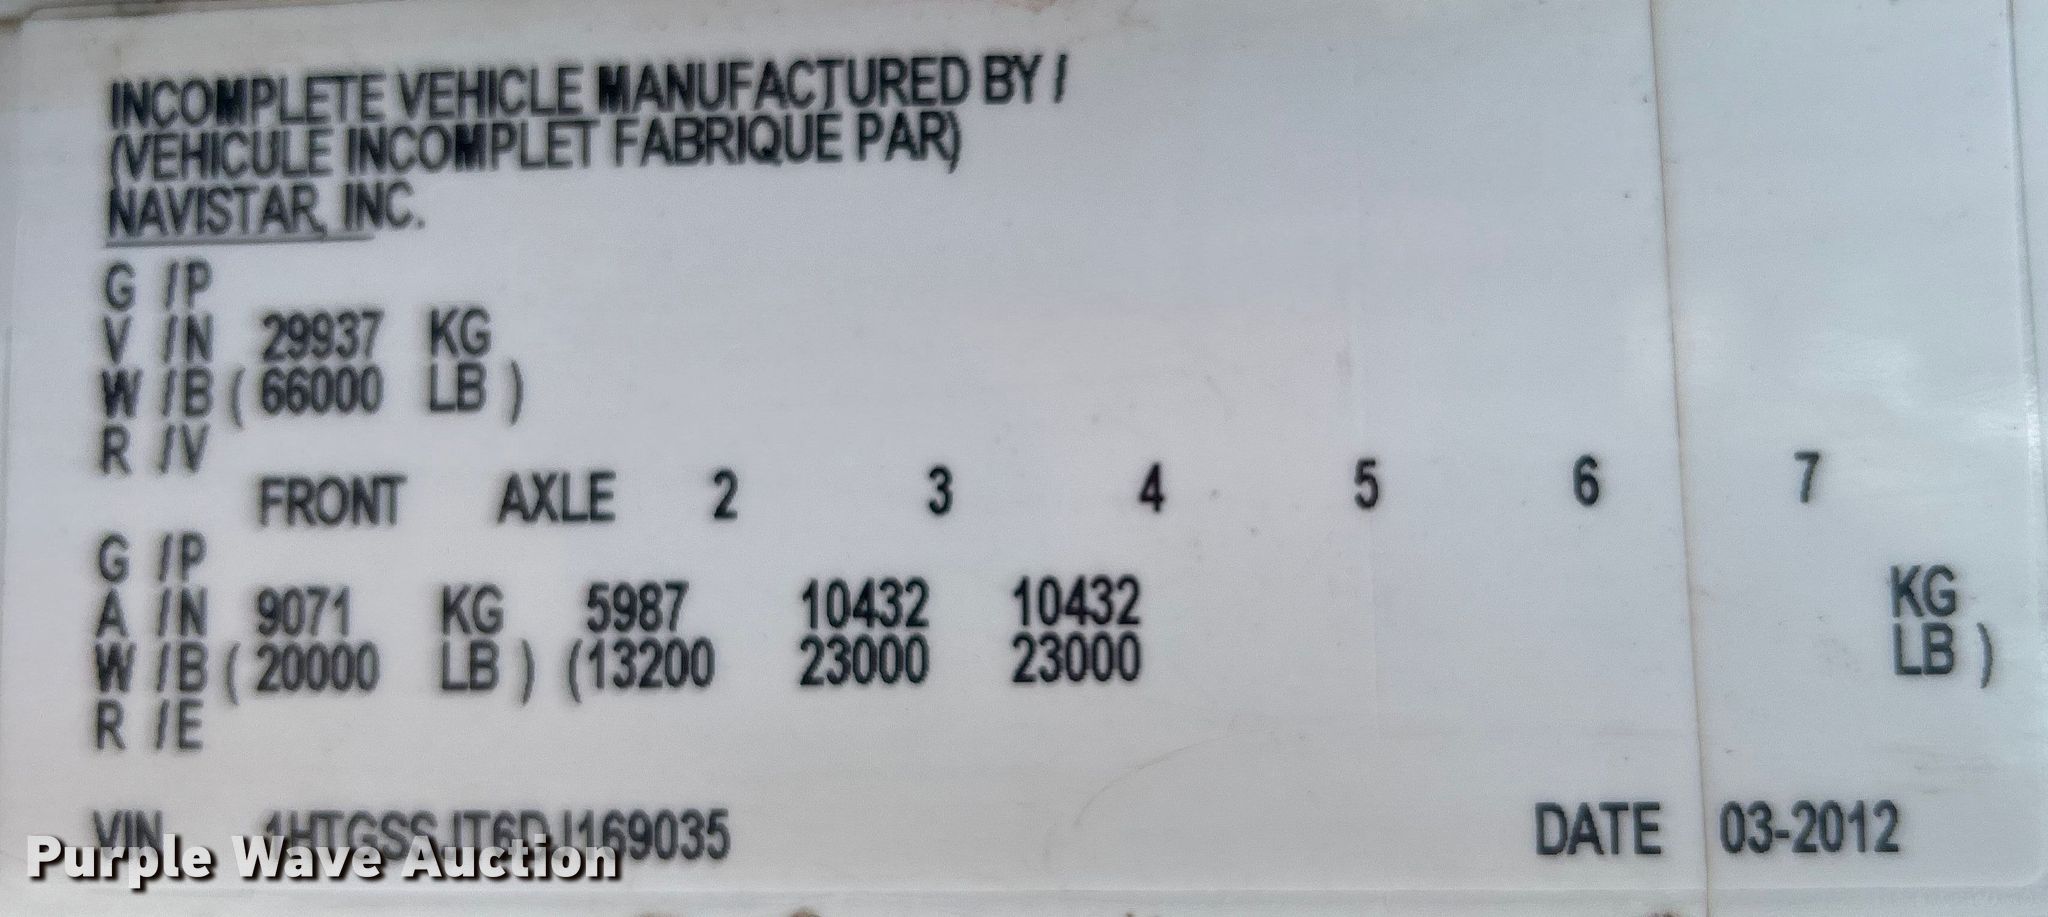 INCOMPLETE VEHICLE MANUFACTURED BY /
(VEHICULE INCOMPLET FABRIQUE PAR)
NAVISTAR, INC.
G /P
V /N 29937 KG
W /B ( 66000 LB )
R /V
FRONT AXLE 2 3 4 5 6 7
G /P
A /N 9071 KG 5987 10432 10432 KG
W /B ( 20000 LB ) (13200 23000 23000 LB )
R /E
VIN 1HTGSSJT6DJ169035 DATE 03-2012
Purple Wave Auction